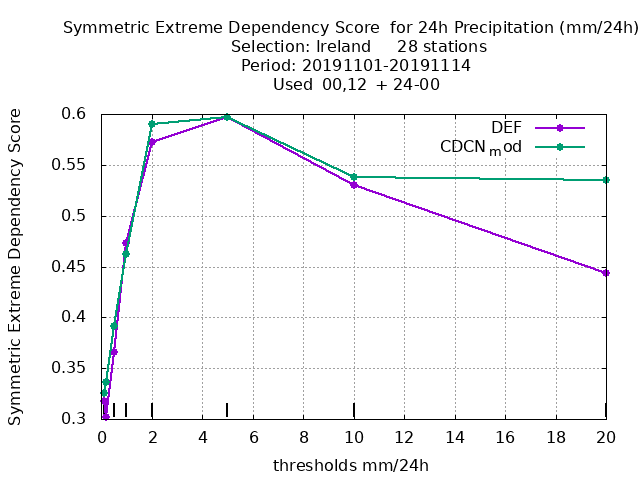 Symmetric Extreme Dependency Score  for 24h Precipitation (mm/24h)
Selection: Ireland     28 stations
Period: 20191101-20191114
Used  00,12  + 24-00
Symmetric Extreme Dependency Score
0.6
0.55
0.5
0.45
0.4
0.35
0.3
DEF
CDCNmod
0 2 4 6 8 10 12 14 16 18 20
thresholds mm/24h